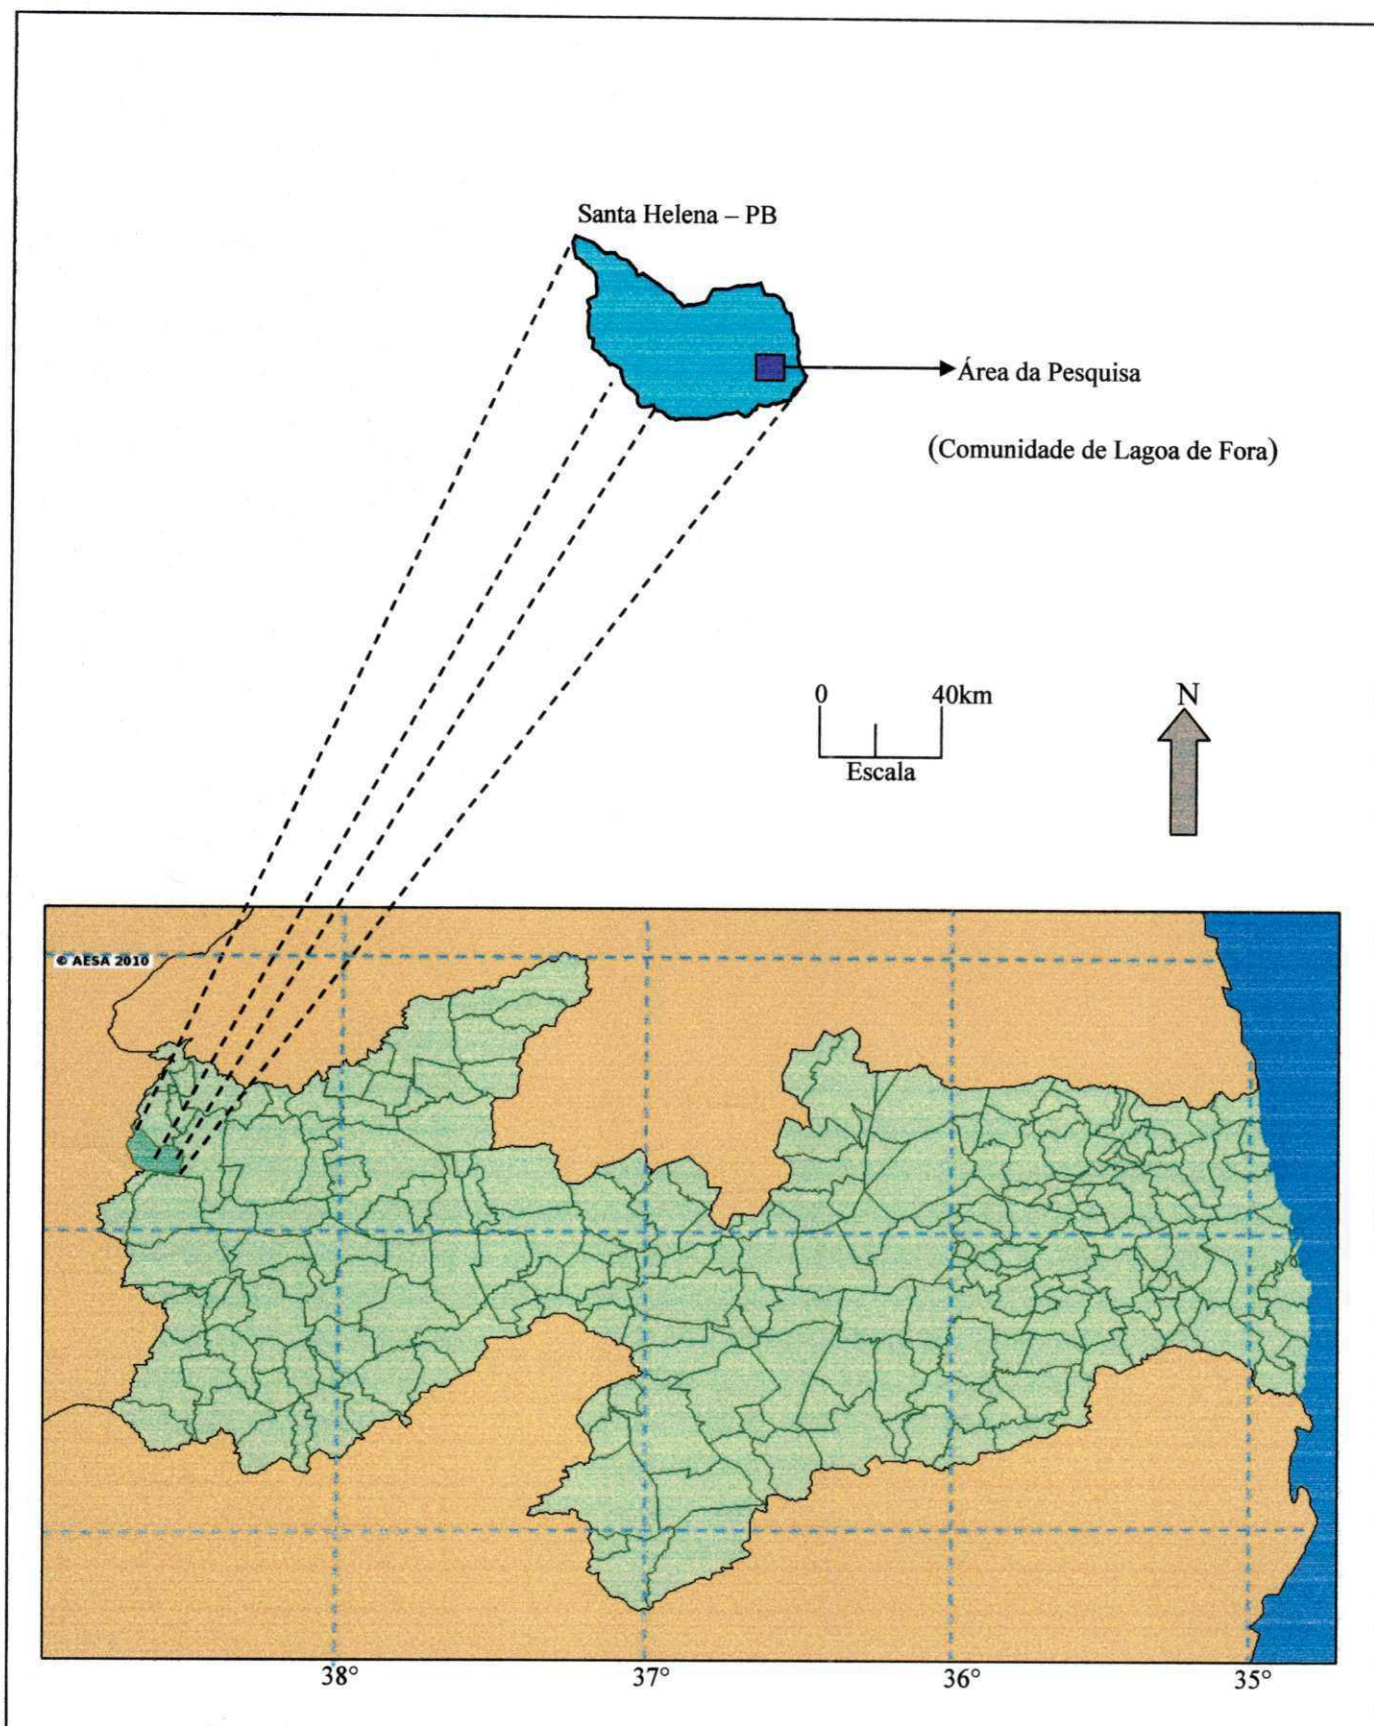 Santa Helena – PB
Área da Pesquisa
(Comunidade de Lagoa de Fora)
0 40km
Escala
N
© AESA 2010
38° 37° 36° 35°